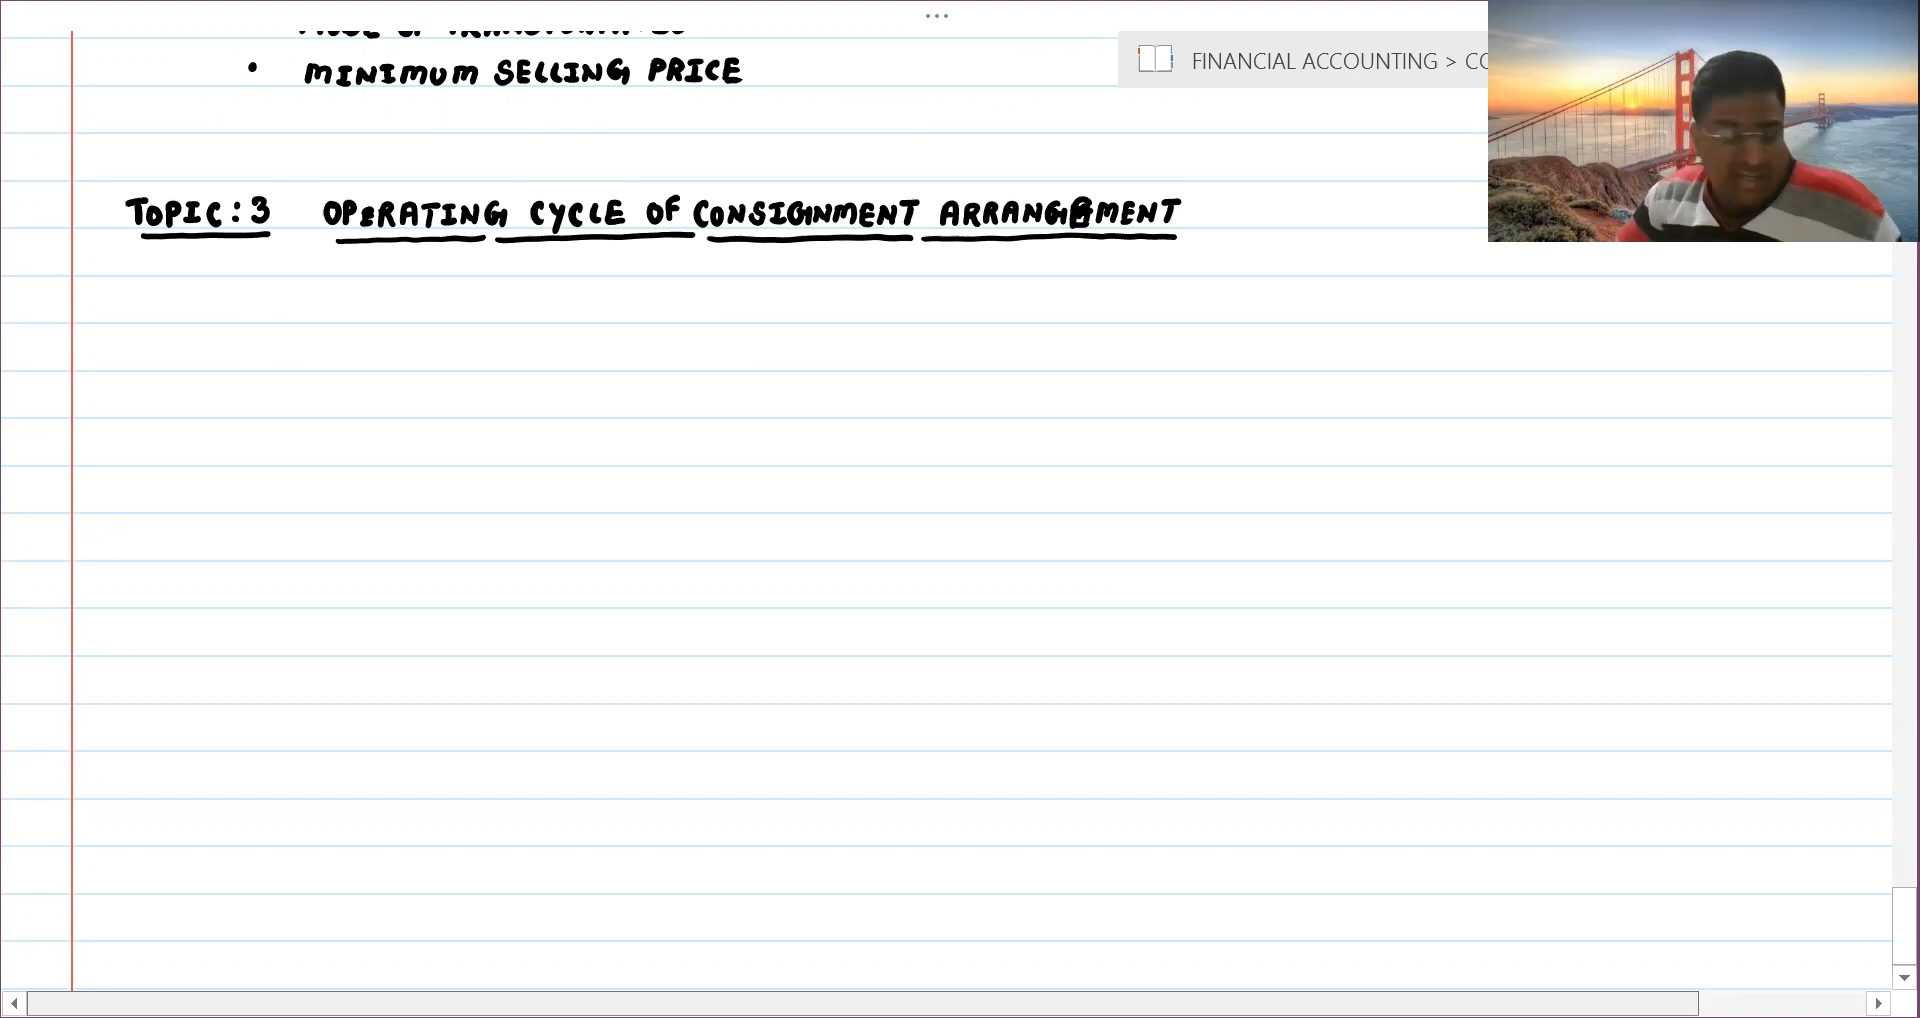 • MINIMUM SELLING PRICE
FINANCIAL ACCOUNTING >
TOPIC: 3 OPERATING CYCLE OF CONSIGNMENT ARRANGEMENT